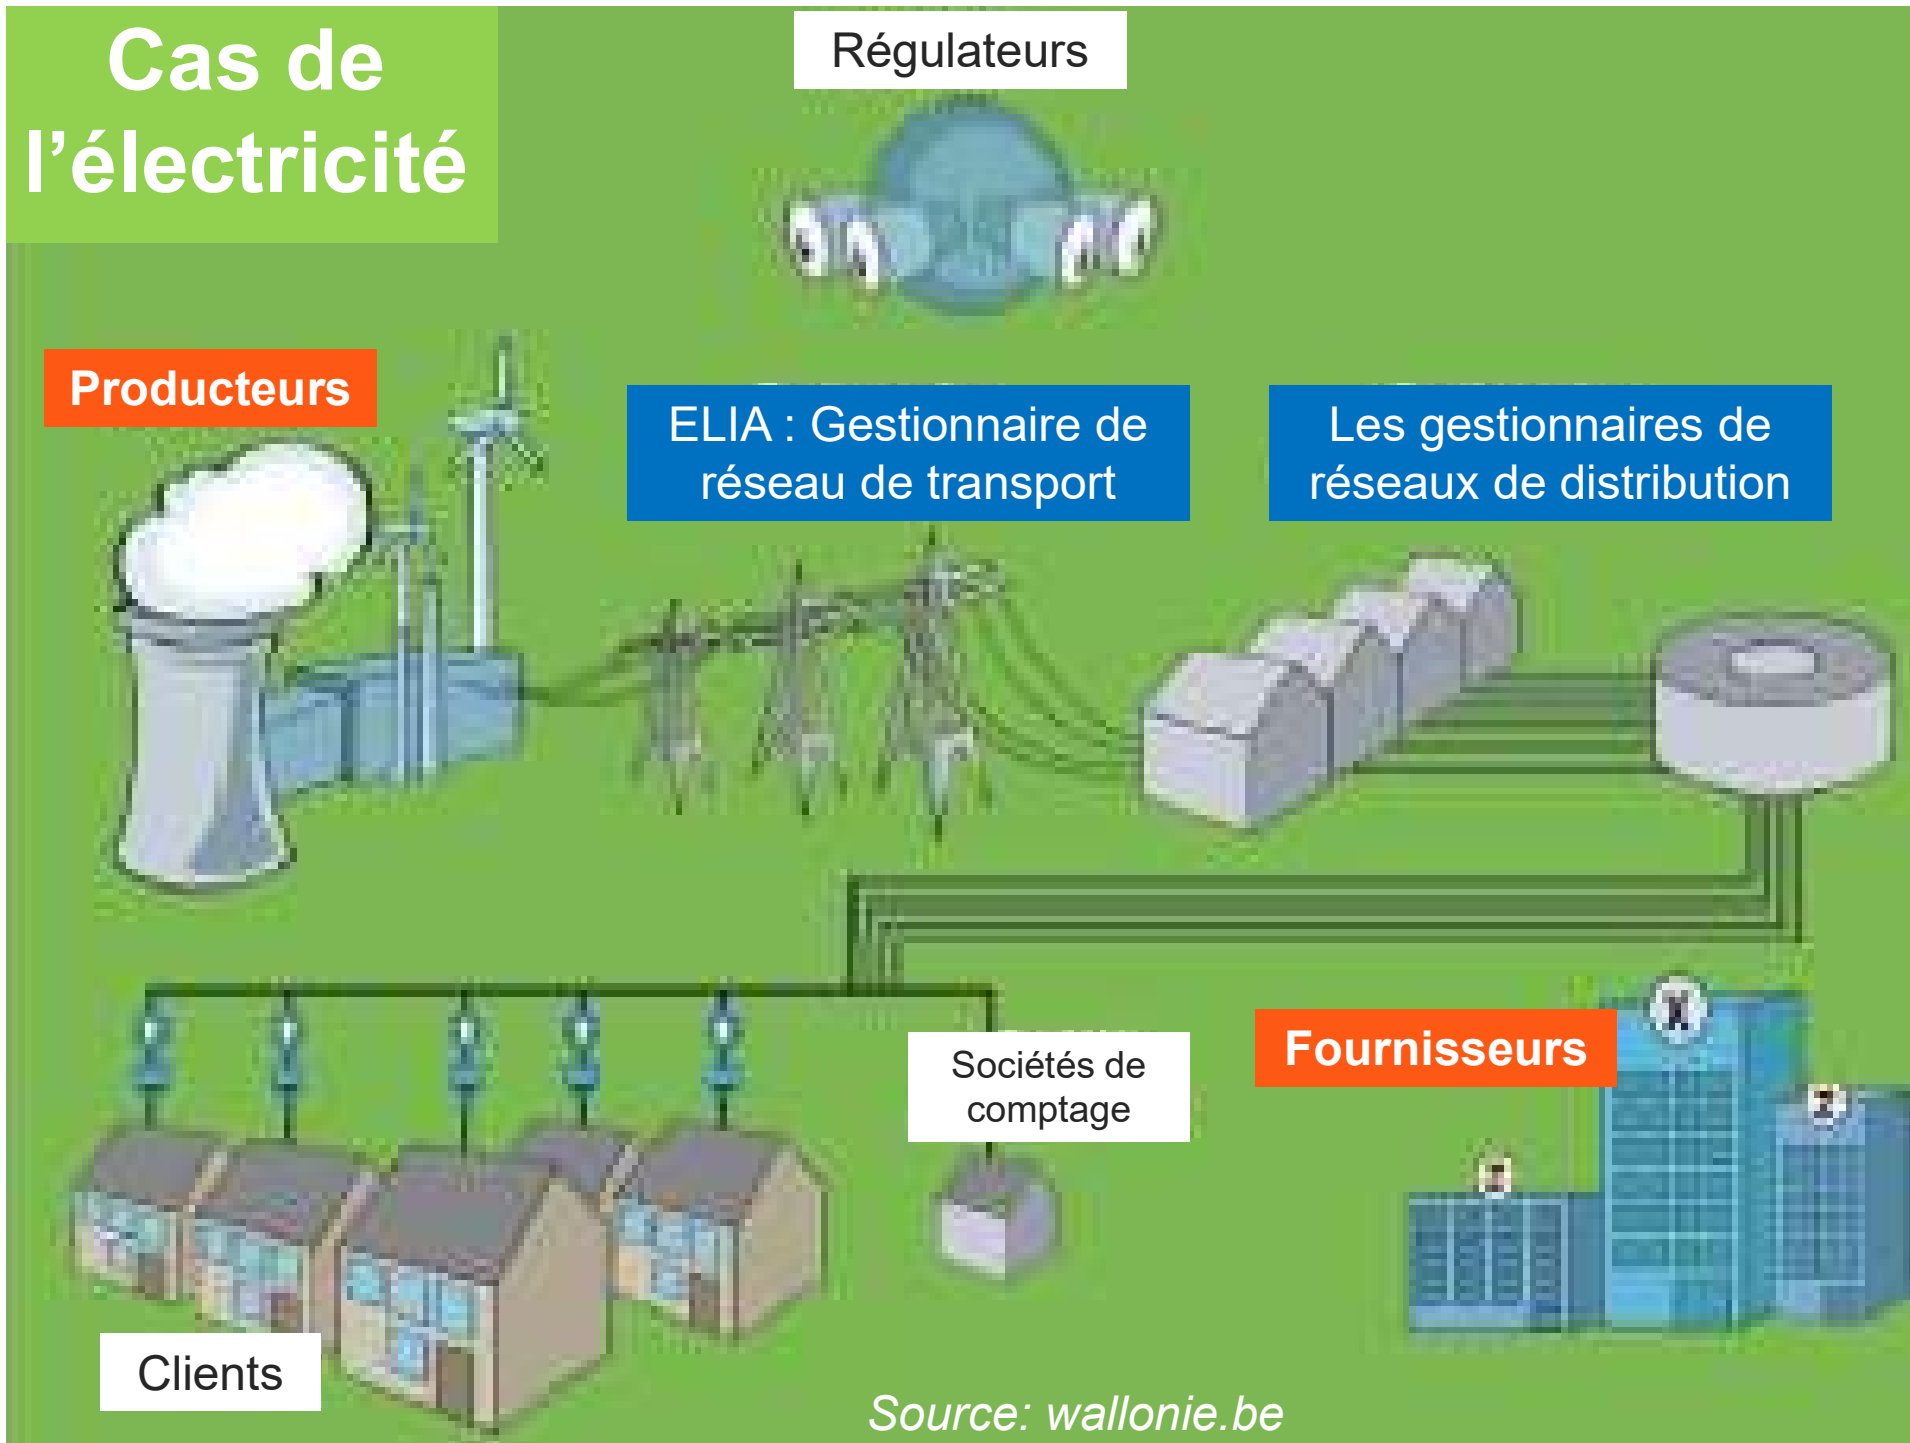 Cas de
l’électricité
Régulateurs
Producteurs
ELIA : Gestionnaire de
réseau de transport
Les gestionnaires de
réseaux de distribution
Sociétés de
comptage
Fournisseurs
Clients
Source: wallonie.be